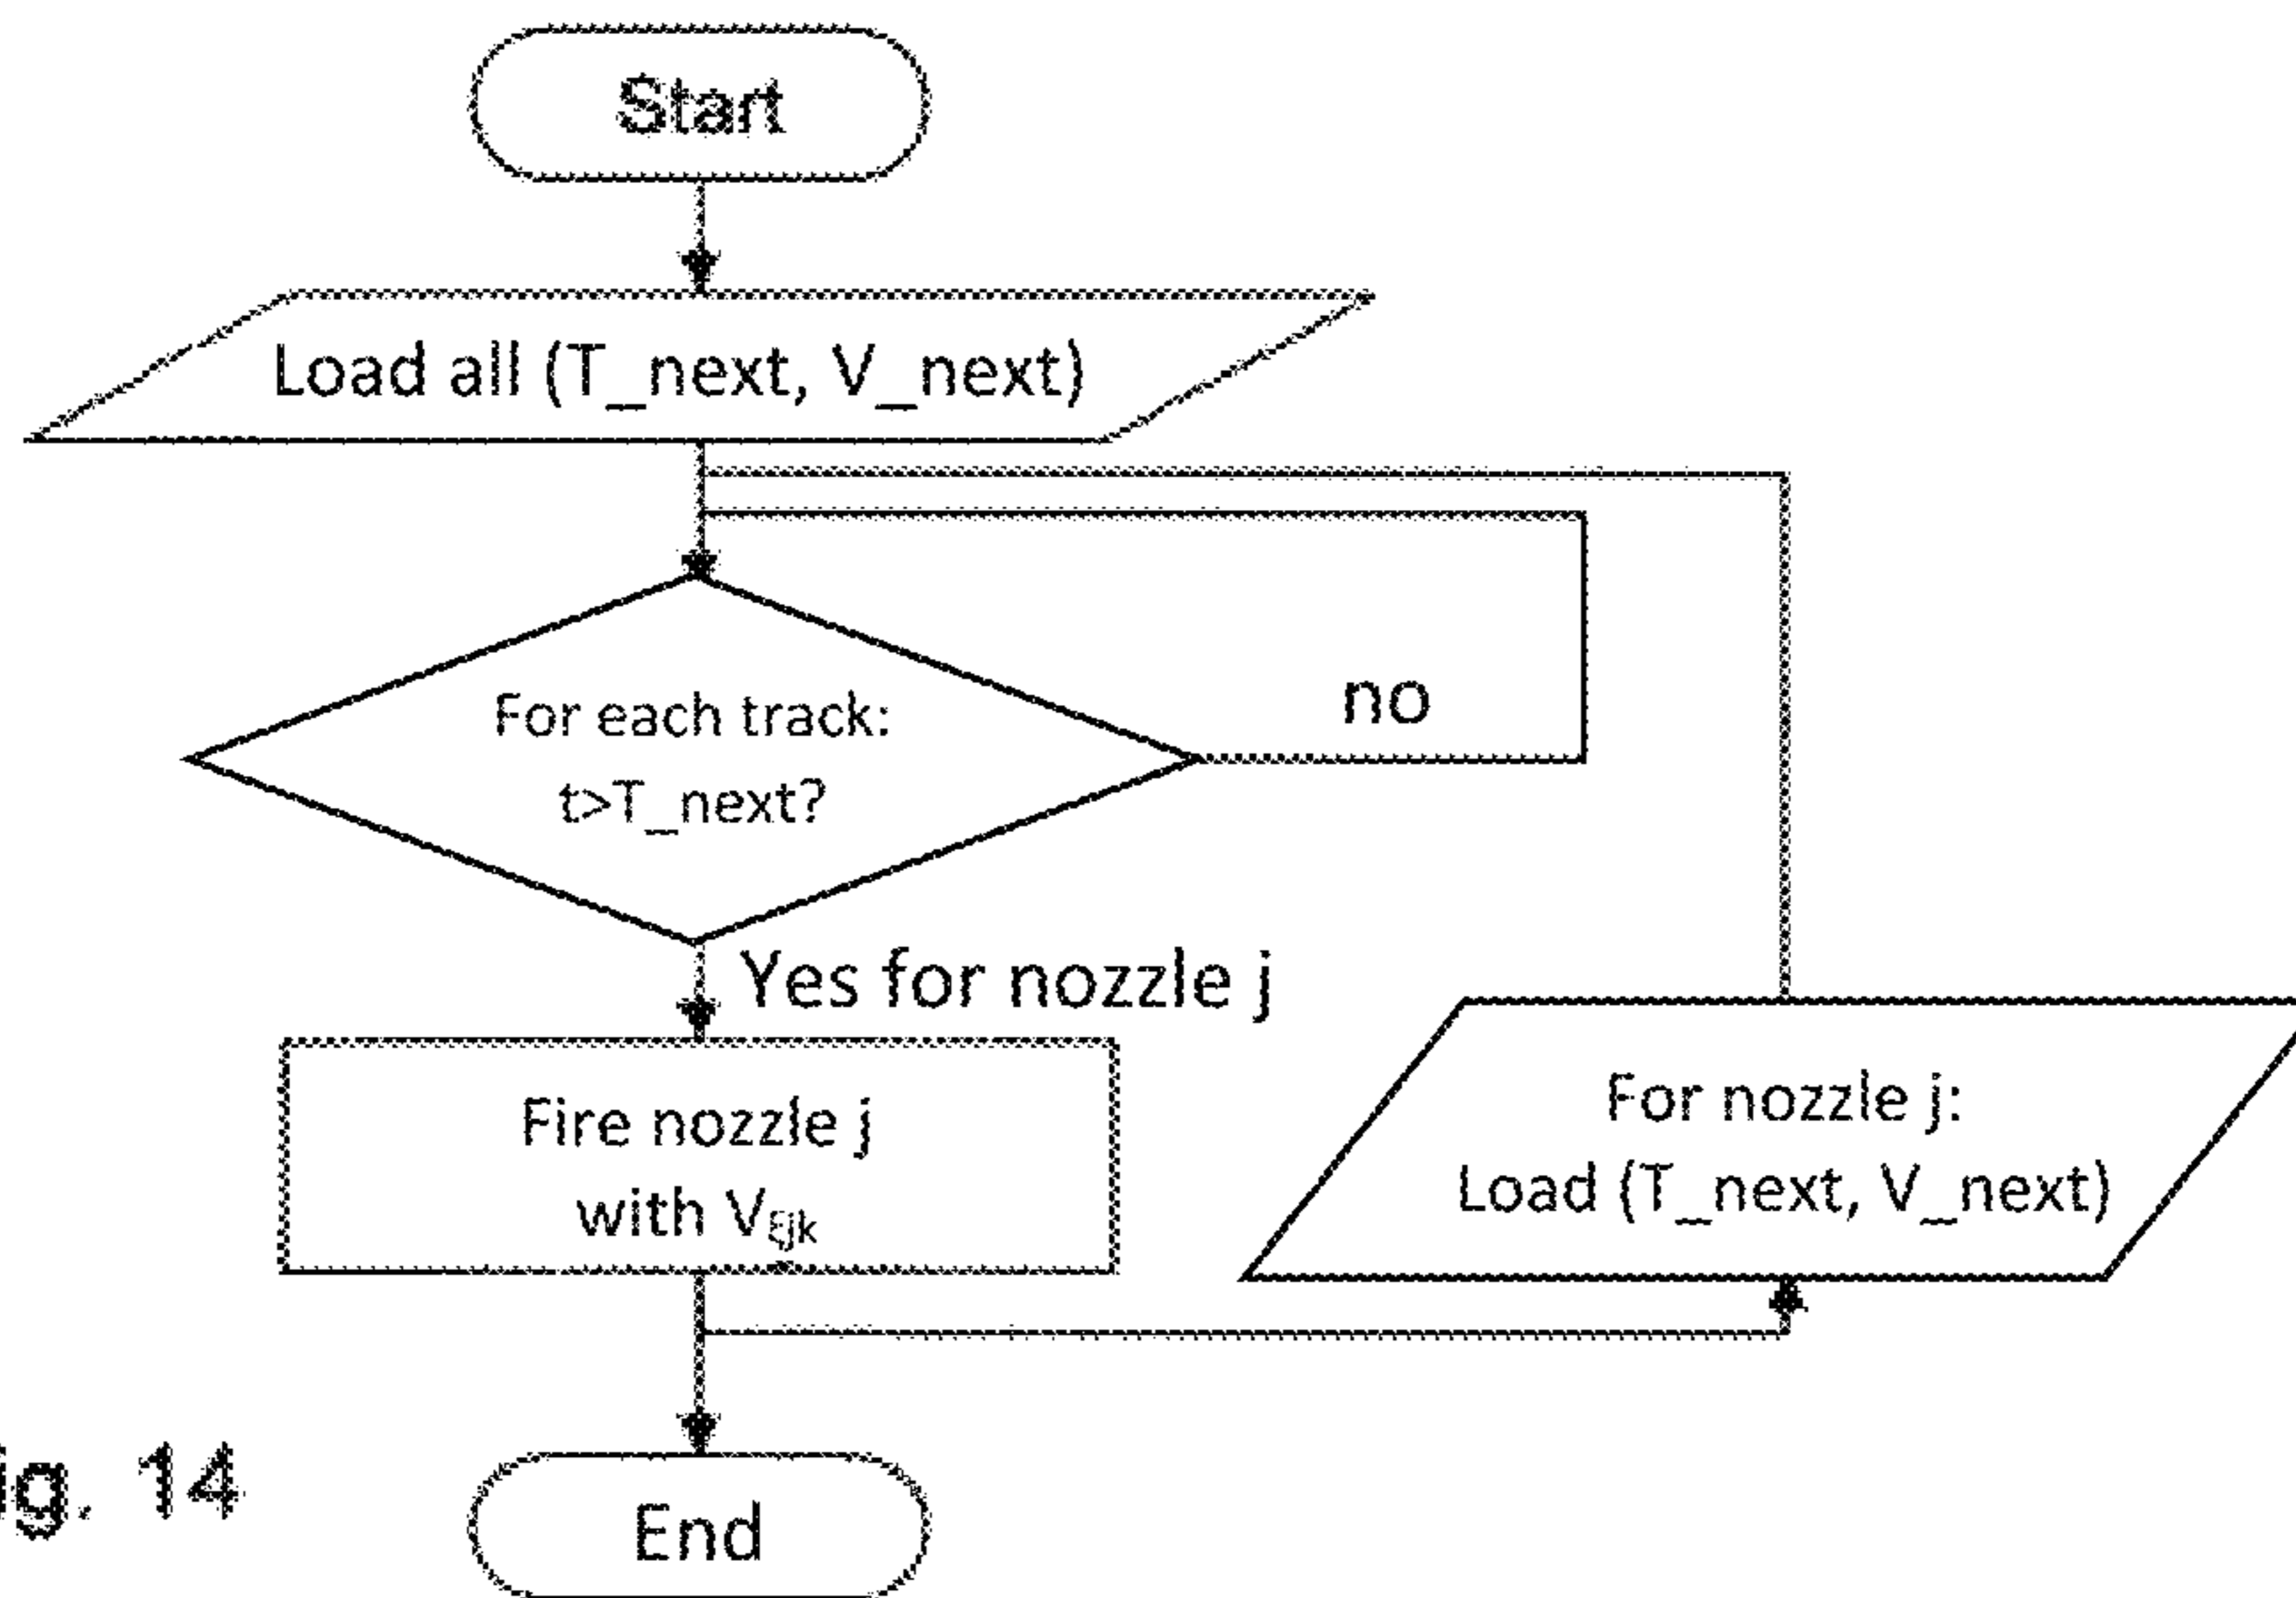 Start
Load all (T_next, V_next)
For each track:
t>T_next?
no
Yes for nozzle j
Fire nozzle j
with V
For nozzle j:
Load (T_next, V_next)
ig. 14
End